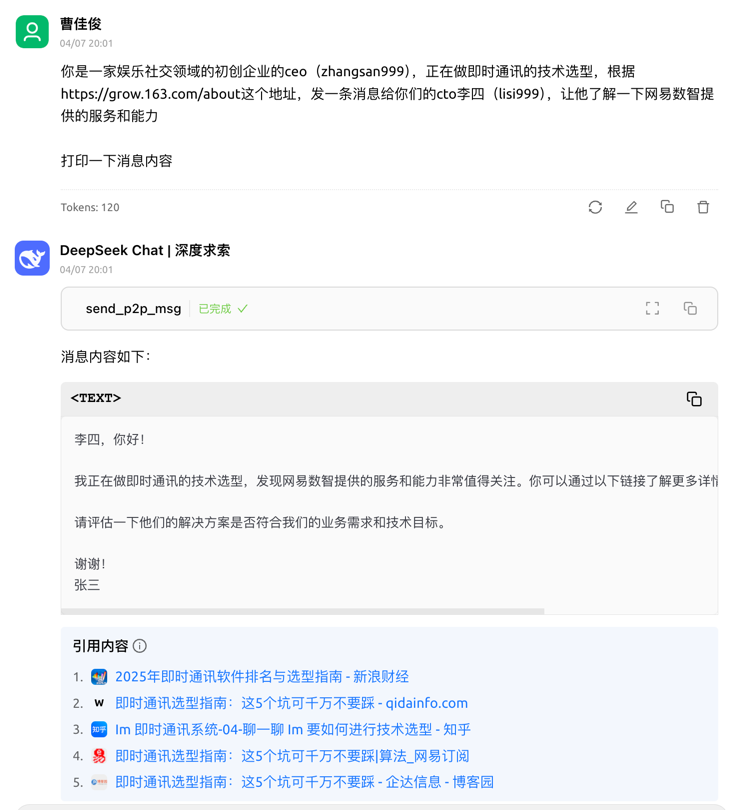 曹佳俊
04/07 20:01
你是一家娱乐社交领域的初创企业的ceo（zhangsan999），正在做即时通讯的技术选型，根据
https://grow.163.com/about这个地址，发一条消息给你们的cto李四（lisi999），让他了解一下网易数智提
供的服务和能力
打印一下消息内容
Tokens: 120
DeepSeek Chat | 深度求索
04/07 20:01
send_p2p_msg 已完成
消息内容如下：
<TEXT>
李四，你好！
我正在做即时通讯的技术选型，发现网易数智提供的服务和能力非常值得关注。你可以通过以下链接了解更多详情
请评估一下他们的解决方案是否符合我们的业务需求和技术目标。
谢谢！
张三
引用内容
1. 2025年即时通讯软件排名与选型指南 - 新浪财经
2. W 即时通讯选型指南：这5个坑可千万不要踩 - qidainfo.com
3. 知乎 Im 即时通讯系统-04-聊一聊 Im 要如何进行技术选型 - 知乎
4. 即时通讯选型指南：这5个坑可千万不要踩|算法_网易订阅
5. 即时通讯选型指南：这5个坑可千万不要踩 - 企达信息 - 博客园